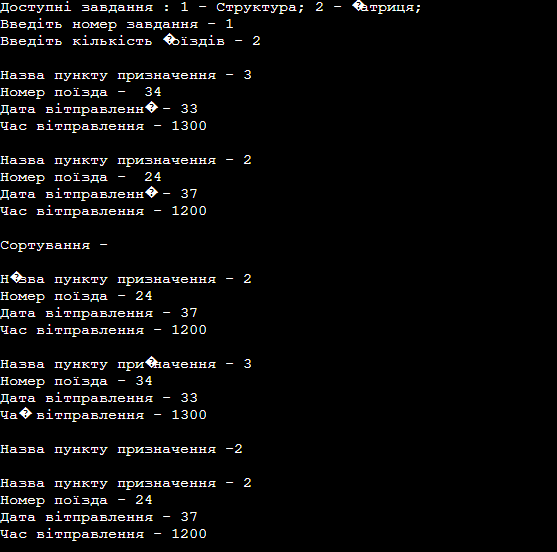 Доступні завдання : 1 - Структура; 2 - �атриця;
Введіть номер завдання - 1
Введіть кількість �оїздів - 2
Назва пункту призначення - 3
Номер поїзда -  34
Дата вітправленн� - 33
Час вітправлення - 1300
Назва пункту призначення - 2
Номер поїзда -  24
Дата вітправленн� - 37
Час вітправлення - 1200
Сортування -
Н�зва пункту призначення - 2
Номер поїзда - 24
Дата вітправлення - 37
Час вітправлення - 1200
Назва пункту при�начення - 3
Номер поїзда - 34
Дата вітправлення - 33
Ча� вітправлення - 1300
Назва пункту призначення -2
Назва пункту призначення - 2
Номер поїзда - 24
Дата вітправлення - 37
Час вітправлення - 1200